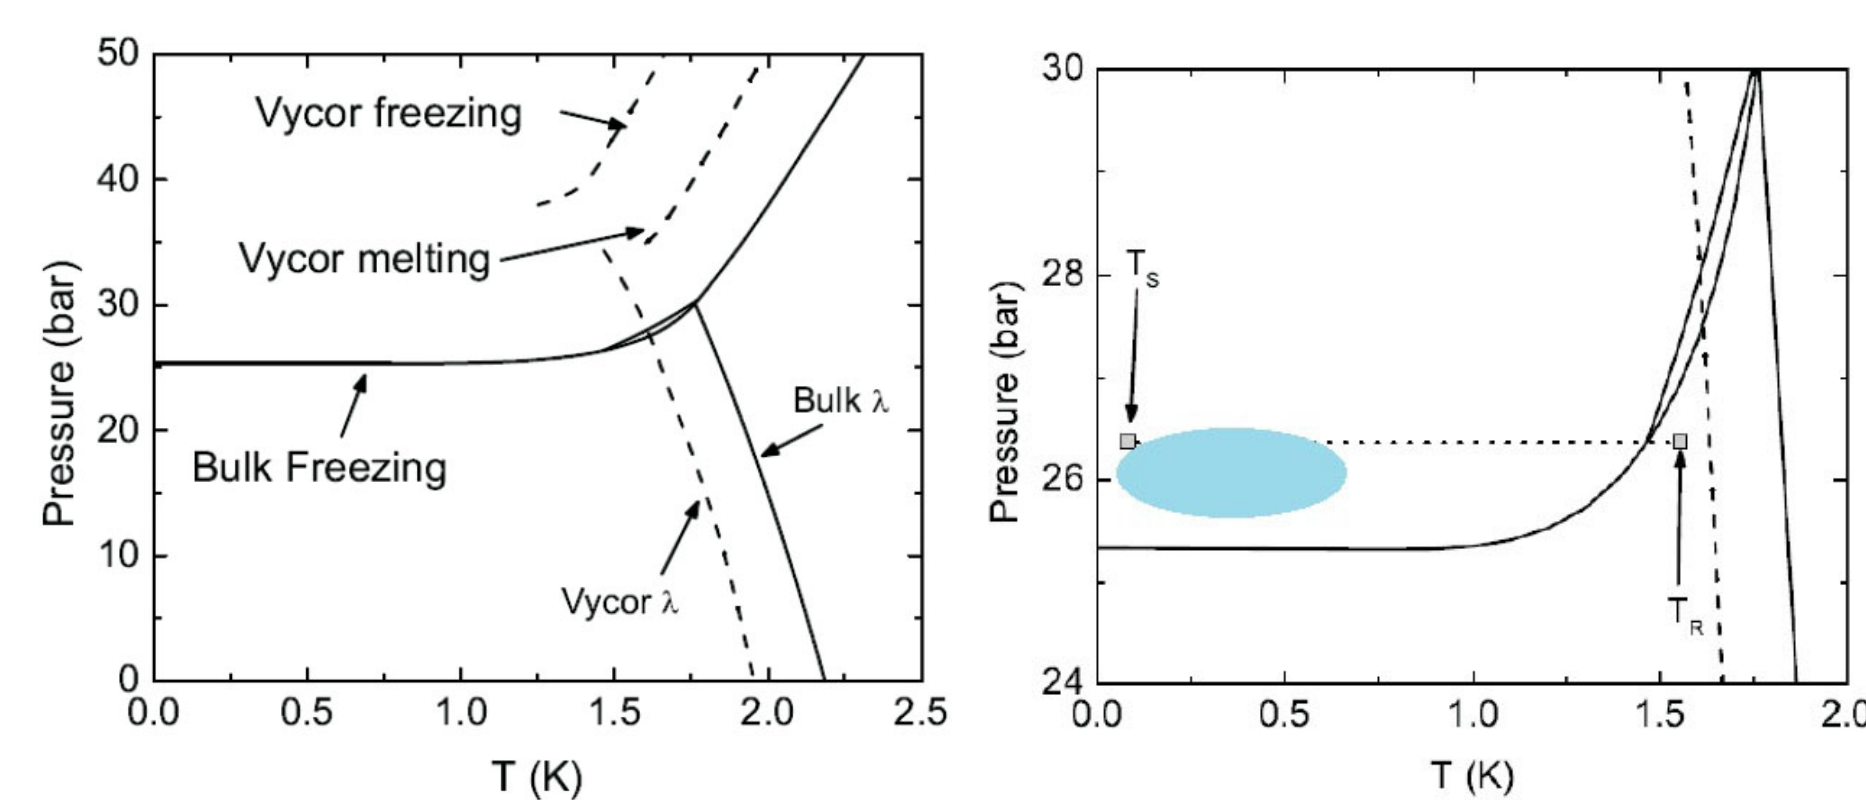 50
40
30
20
10
0
Pressure (bar)
Vycor freezing
Vycor melting
Bulk Freezing
Bulk λ
Vycor λ
0.0 0.5 1.0 1.5 2.0 2.5
T (K)
30
28
26
24
Pressure (bar)
T_S
T_R
0.0 0.5 1.0 1.5 2.0
T (K)